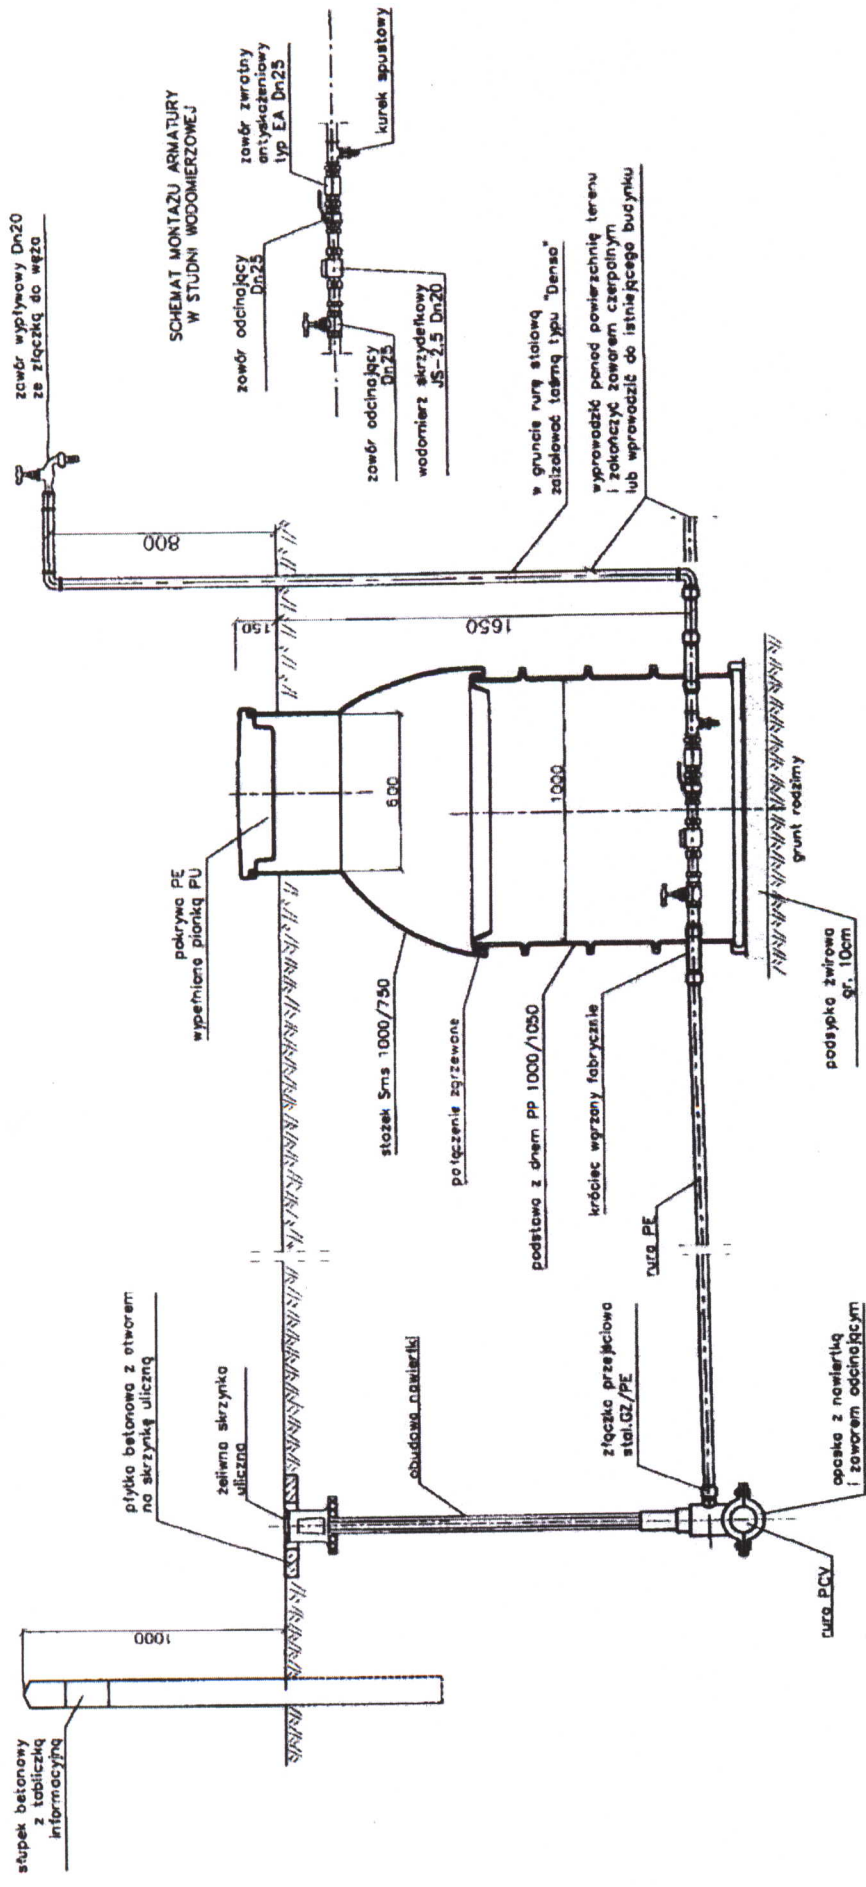 słupek betonowy
z tabliczką
informacyjną
1000
płytka betonowa z otworem
na skrzynkę uliczną
żeliwna skrzynka
uliczna
obudowa nawiertki
złączka przejściowa
stal.GZ/PE
rura PCV
opaska z nawiertką
i zaworem odcinającym
rura PE
pokrywa PE
wypełniona pianką PU
stożek Sms 1000/750
połączenie zgrzewane
podstawa z dnem PP 1000/1050
króciec wgrzany fabrycznie
podsypka żwirowa
gr. 10cm
grunt rodzimy
600
1000
150
1650
800
zawór wypływowy Dn20
ze złączką do węża
SCHEMAT MONTAŻU ARMATURY
W STUDNI WODOMIERZOWEJ
zawór odcinający
Dn25
zawór zwrotny
antyskażeniowy
typ EA Dn25
zawór odcinający
Dn25
wodomierz skrzydełkowy
JS-2,5 Dn20
kurek spustowy
w gruncie rurę stalową
zaizolować taśmą typu "Denso"
wyprowadzić ponad powierzchnię terenu
i zakończyć zaworem czerpalnym
lub wprowadzić do istniejącego budynku